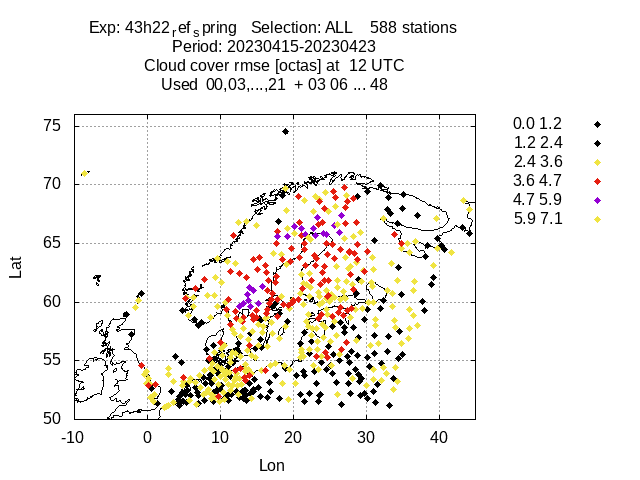 Exp: 43h22refspring   Selection: ALL    588 stations
Period: 20230415-20230423
Cloud cover rmse [octas] at  12 UTC
Used  00,03,...,21  + 03 06 ... 48
75
70
65
60
55
50
-10 0 10 20 30 40
Lat
Lon
0.0 1.2
1.2 2.4
2.4 3.6
3.6 4.7
4.7 5.9
5.9 7.1